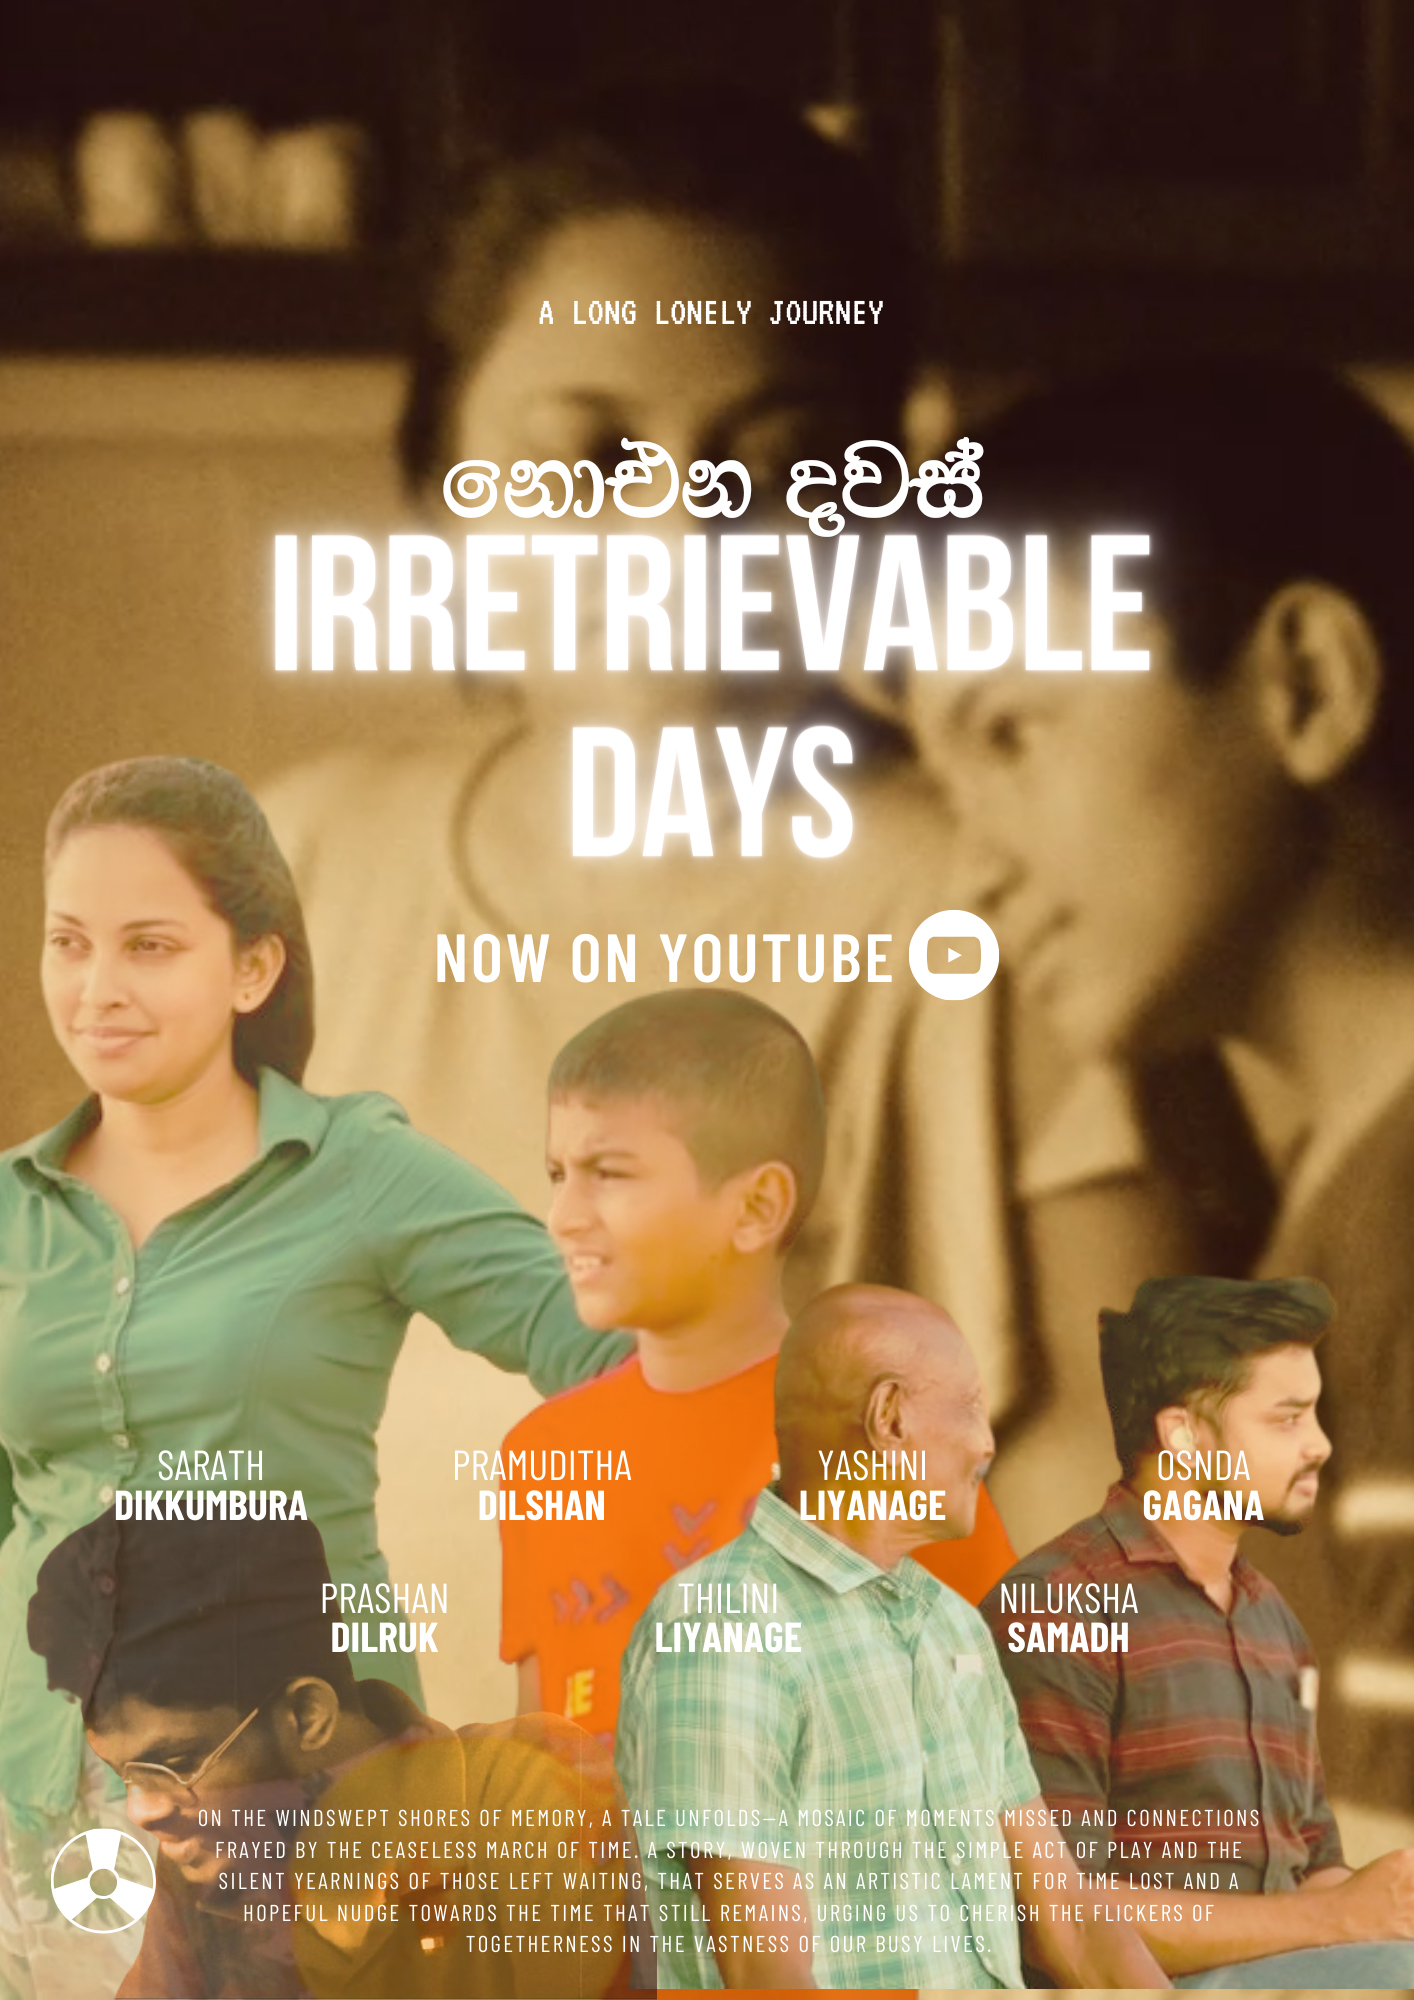 A LONG LONELY JOURNEY
නොඑන දවස්
IRRETRIEVABLE
DAYS
NOW ON YOUTUBE
SARATH
DIKKUMBURA
PRAMUDITHA
DILSHAN
YASHINI
LIYANAGE
OSNDA
GAGANA
PRASHAN
DILRUK
THILINI
LIYANAGE
NILUKSHA
SAMADH
ON THE WINDSWEPT SHORES OF MEMORY, A TALE UNFOLDS—A MOSAIC OF MOMENTS MISSED AND CONNECTIONS
FRAYED BY THE CEASELESS MARCH OF TIME. A STORY, WOVEN THROUGH THE SIMPLE ACT OF PLAY AND THE
SILENT YEARNINGS OF THOSE LEFT WAITING, THAT SERVES AS AN ARTISTIC LAMENT FOR TIME LOST AND A
HOPEFUL NUDGE TOWARDS THE TIME THAT STILL REMAINS, URGING US TO CHERISH THE FLICKERS OF
TOGETHERNESS IN THE VASTNESS OF OUR BUSY LIVES.